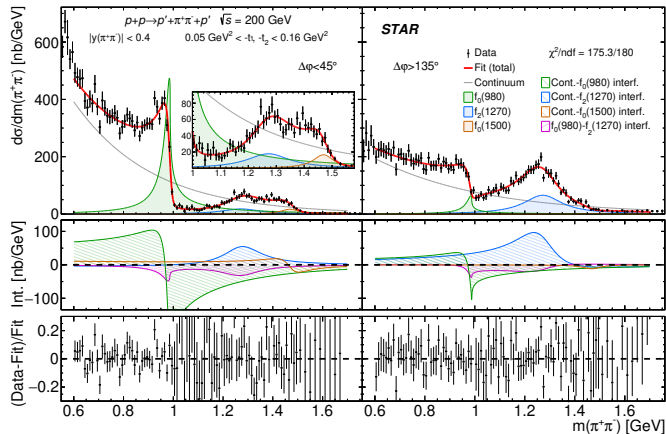 p+p→p'+π⁺π⁻+p' √s = 200 GeV
|y(π⁺π⁻)| < 0.4 0.05 GeV² < -t₁, -t₂ < 0.16 GeV²
Δφ<45°
STAR
Δφ>135°
Data χ²/ndf = 175.3/180
Fit (total)
Continuum
f₀(980)
f₂(1270)
f₀(1500)
Cont.-f₀(980) interf.
Cont.-f₂(1270) interf.
Cont.-f₀(1500) interf.
f₀(980)-f₂(1270) interf.
dσ/dm(π⁺π⁻) [nb/GeV]
600
400
200
0
80
60
40
20
1 1.1 1.2 1.3 1.4 1.5
Int. [nb/GeV]
100
0
−100
(Data-Fit)/Fit
0.2
0
−0.2
0.6 0.8 1 1.2 1.4 1.6
0.6 0.8 1 1.2 1.4 1.6
m(π⁺π⁻) [GeV]